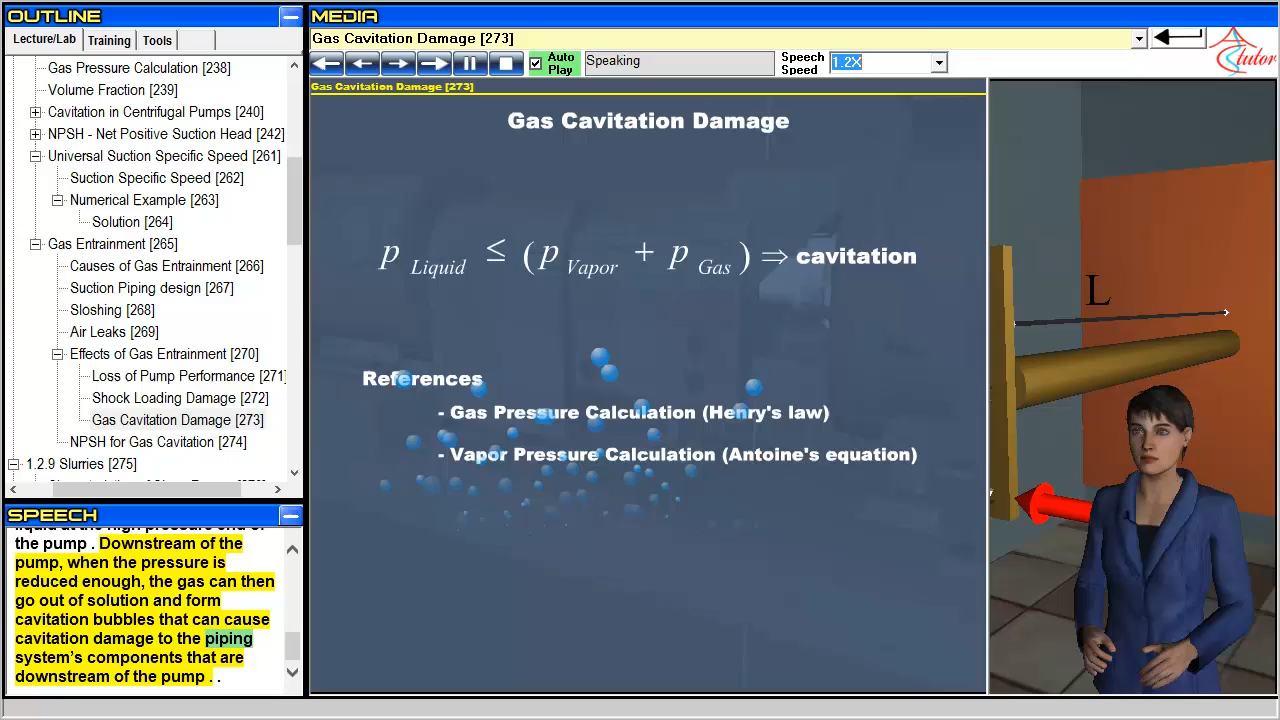 OUTLINE
Lecture/Lab Training Tools
Gas Pressure Calculation [238]
Volume Fraction [239]
Cavitation in Centrifugal Pumps [240]
NPSH - Net Positive Suction Head [242]
Universal Suction Specific Speed [261]
Suction Specific Speed [262]
Numerical Example [263]
Solution [264]
Gas Entrainment [265]
Causes of Gas Entrainment [266]
Suction Piping design [267]
Sloshing [268]
Air Leaks [269]
Effects of Gas Entrainment [270]
Loss of Pump Performance [271]
Shock Loading Damage [272]
Gas Cavitation Damage [273]
NPSH for Gas Cavitation [274]
1.2.9 Slurries [275]
SPEECH
the pump . Downstream of the
pump, when the pressure is
reduced enough, the gas can then
go out of solution and form
cavitation bubbles that can cause
cavitation damage to the piping
system's components that are
downstream of the pump . .
MEDIA
Gas Cavitation Damage [273]
Auto
Play
Speaking
Speech
Speed
1.2X
Stutor
Gas Cavitation Damage [273]
Gas Cavitation Damage
p Liquid ≤ (p Vapor + p Gas) ⇒ cavitation
References
- Gas Pressure Calculation (Henry's law)
- Vapor Pressure Calculation (Antoine's equation)
L